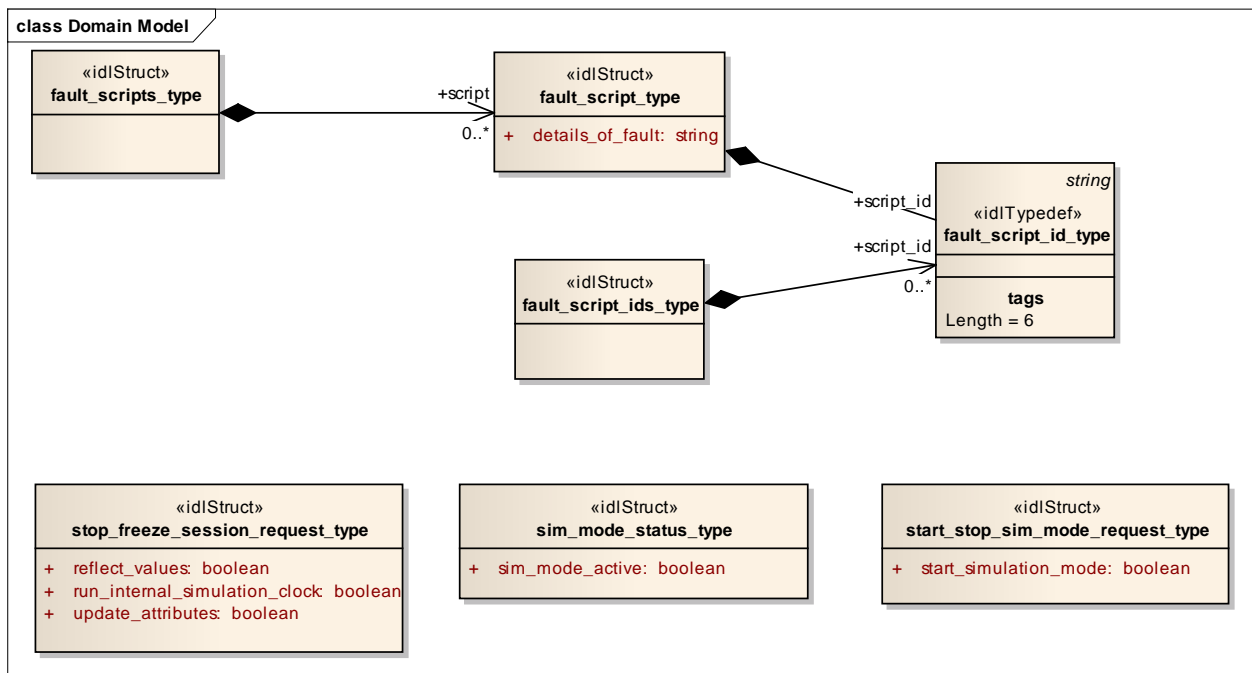 class Domain Model
«idlStruct»
fault_scripts_type
+script
0..*
«idlStruct»
fault_script_type
+ details_of_fault: string
+script_id
string
«idlTypedef»
fault_script_id_type
tags
Length = 6
+script_id
0..*
«idlStruct»
fault_script_ids_type
«idlStruct»
stop_freeze_session_request_type
+ reflect_values: boolean
+ run_internal_simulation_clock: boolean
+ update_attributes: boolean
«idlStruct»
sim_mode_status_type
+ sim_mode_active: boolean
«idlStruct»
start_stop_sim_mode_request_type
+ start_simulation_mode: boolean